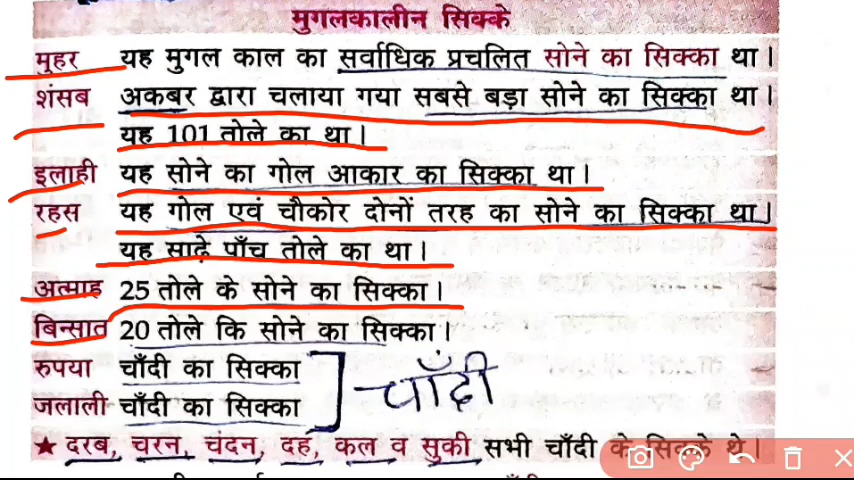 मुगलकालीन सिक्के
मुहर यह मुगल काल का सर्वाधिक प्रचलित सोने का सिक्का था।
शंसब अकबर द्वारा चलाया गया सबसे बड़ा सोने का सिक्का था।
यह 101 तोले का था।
इलाही यह सोने का गोल आकार का सिक्का था।
रहस यह गोल एवं चौकोर दोनों तरह का सोने का सिक्का था।
यह साढ़े पाँच तोले का था।
अत्माह 25 तोले के सोने का सिक्का।
बिन्सात 20 तोले कि सोने का सिक्का।
रुपया चाँदी का सिक्का
जलाली चाँदी का सिक्का
चाँदी
★ दरब, चरन, चंदन, दह, कल व सुकी सभी चाँदी के सिक्के थे।